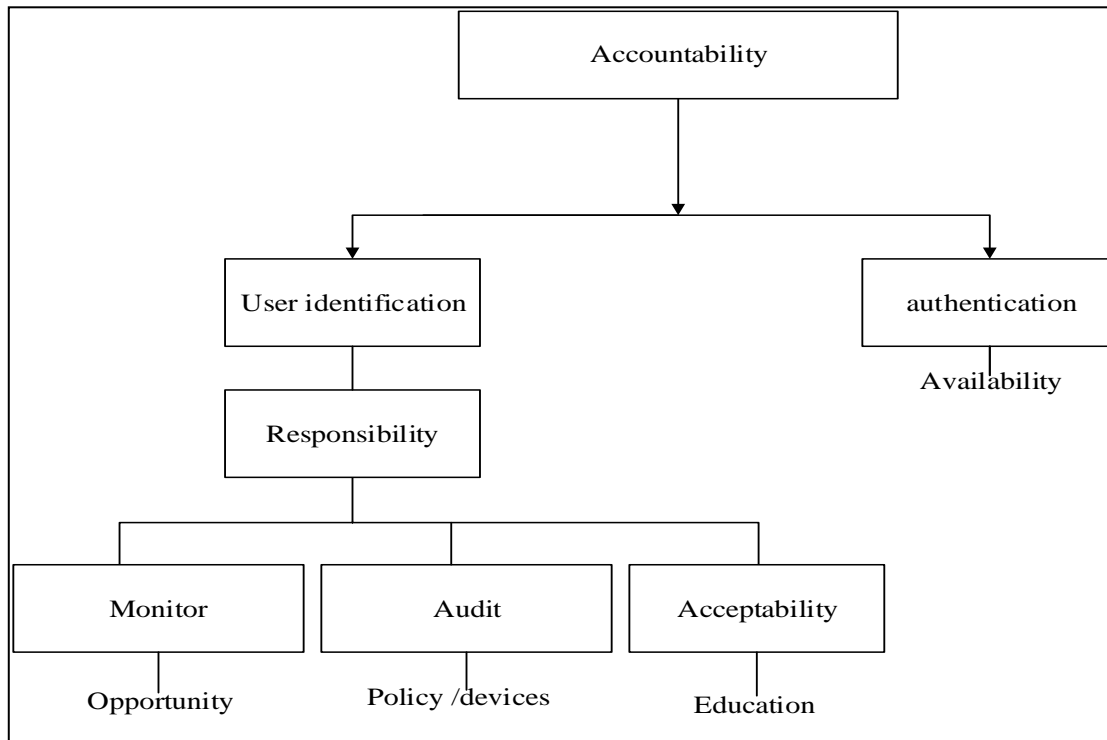 Accountability
User identification
authentication
Availability
Responsibility
Monitor
Audit
Acceptability
Opportunity
Policy /devices
Education